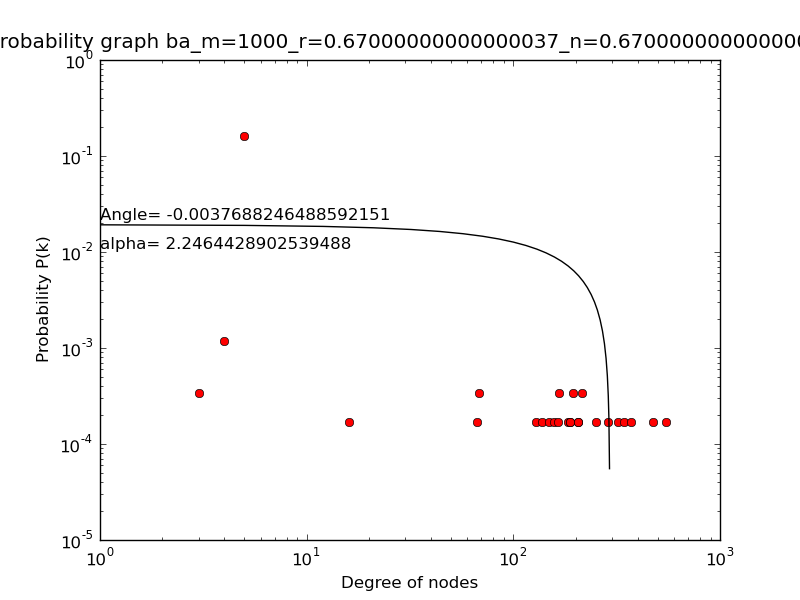 robability graph ba_m=1000_r=0.67000000000000037_n=0.6700000000000000
10^0
10^-1
Angle= -0.0037688246488592151
alpha= 2.2464428902539488
10^-2
10^-3
10^-4
10^-5
Probability P(k)
10^0 10^1 10^2 10^3
Degree of nodes